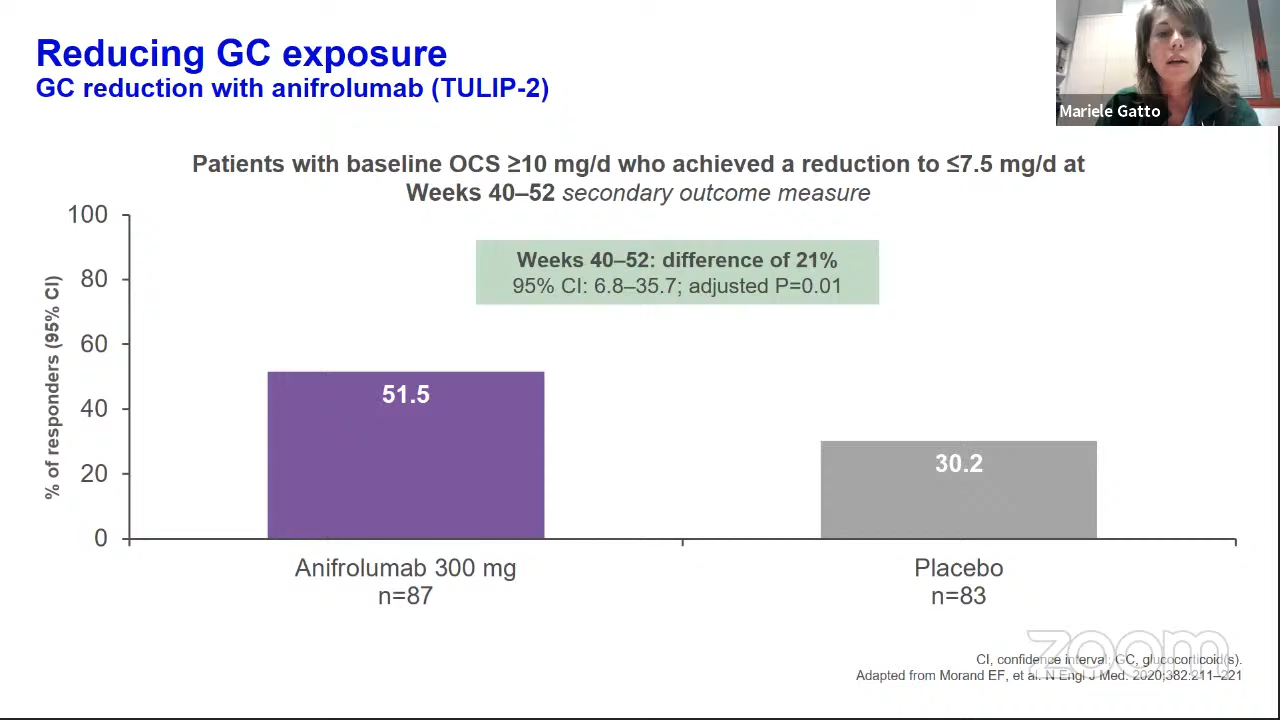 Reducing GC exposure
GC reduction with anifrolumab (TULIP-2)
Mariele Gatto
Patients with baseline OCS ≥10 mg/d who achieved a reduction to ≤7.5 mg/d at
Weeks 40–52 secondary outcome measure
% of responders (95% CI)
100
80
60
40
20
0
Weeks 40–52: difference of 21%
95% CI: 6.8–35.7; adjusted P=0.01
51.5
30.2
Anifrolumab 300 mg
n=87
Placebo
n=83
zoom
CI, confidence interval; GC, glucocorticoid(s).
Adapted from Morand EF, et al. N Engl J Med. 2020;382:211–221